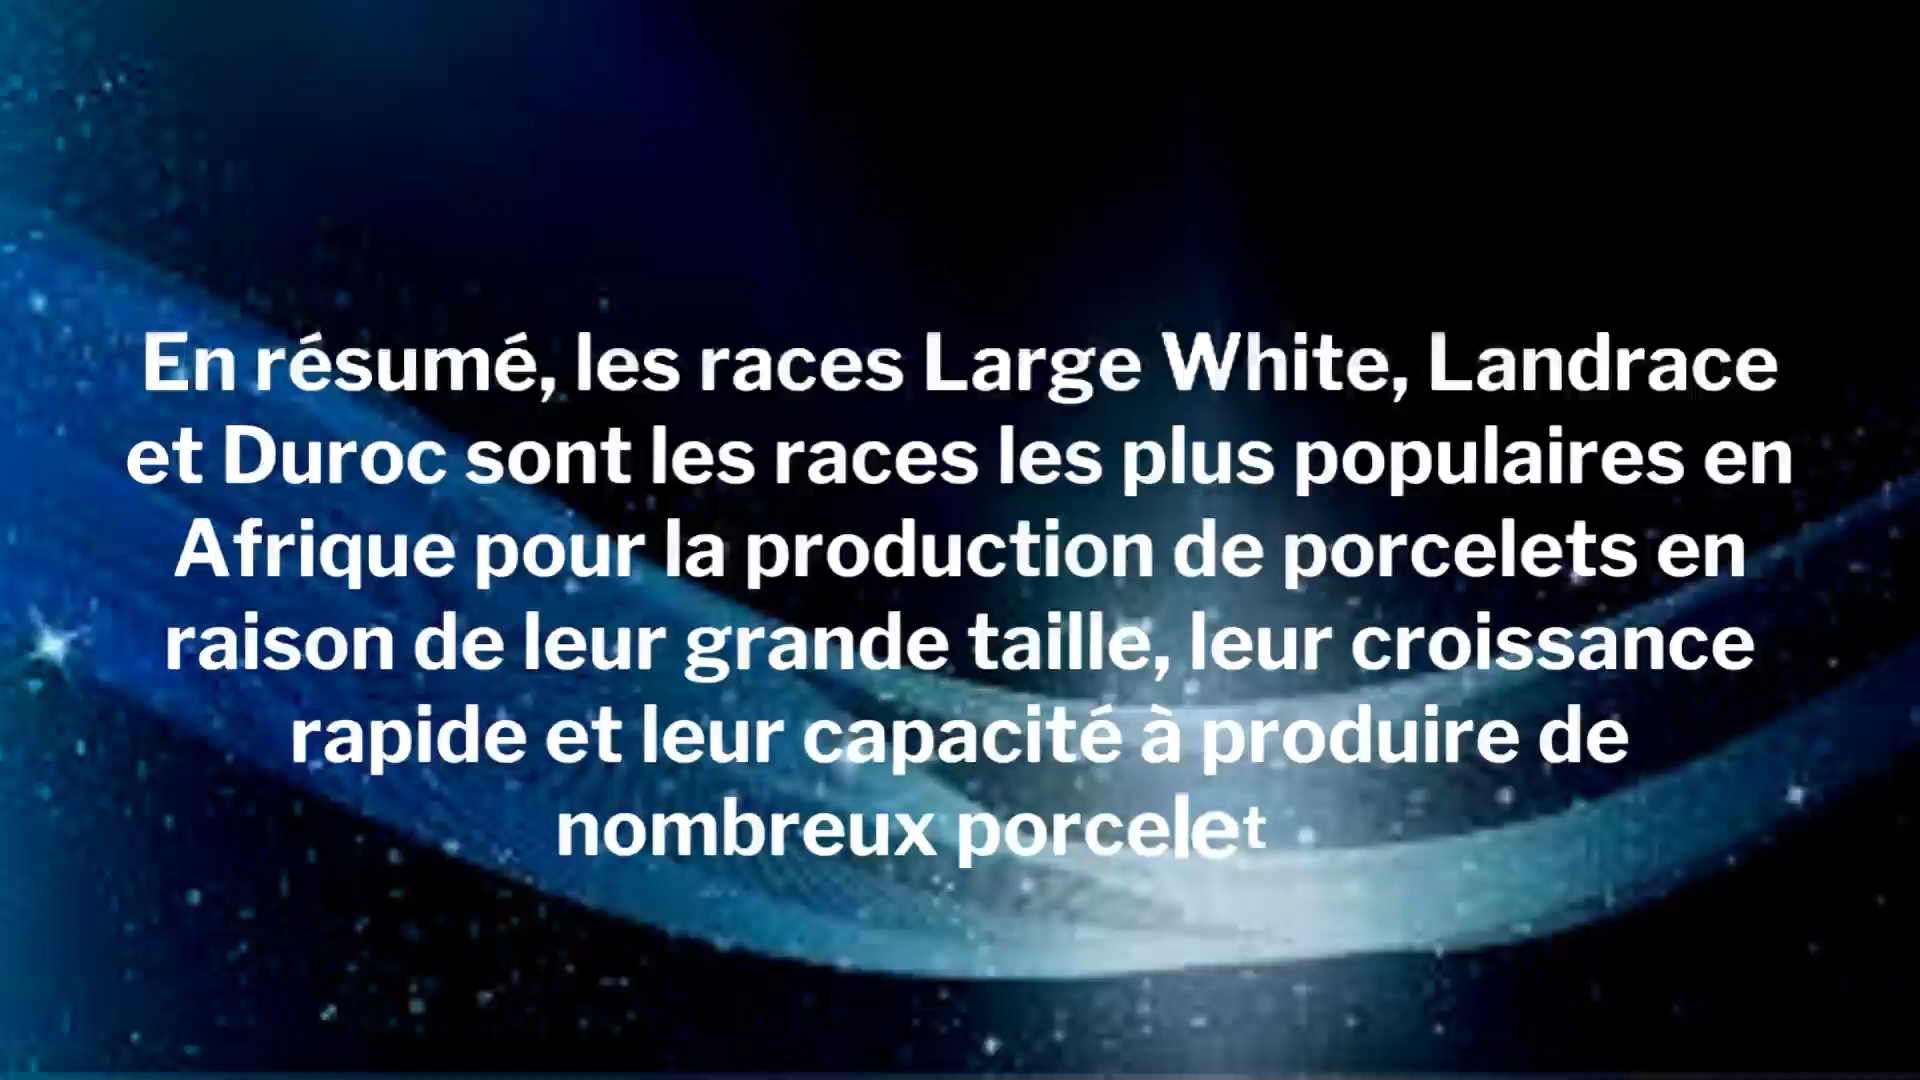 En résumé, les races Large White, Landrace
et Duroc sont les races les plus populaires en
Afrique pour la production de porcelets en
raison de leur grande taille, leur croissance
rapide et leur capacité à produire de
nombreux porcelet